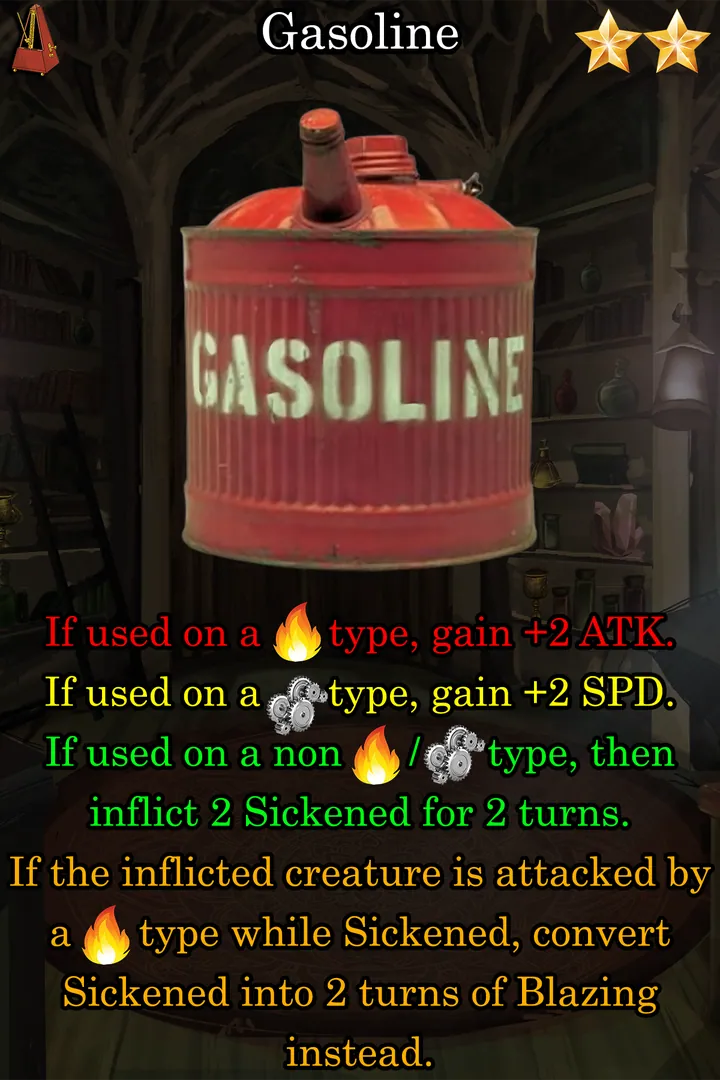 Gasoline
GASOLINE
If used on a 🔥 type, gain +2 ATK.
If used on a ⚙️ type, gain +2 SPD.
If used on a non 🔥/⚙️ type, then
inflict 2 Sickened for 2 turns.
If the inflicted creature is attacked by
a 🔥 type while Sickened, convert
Sickened into 2 turns of Blazing
instead.